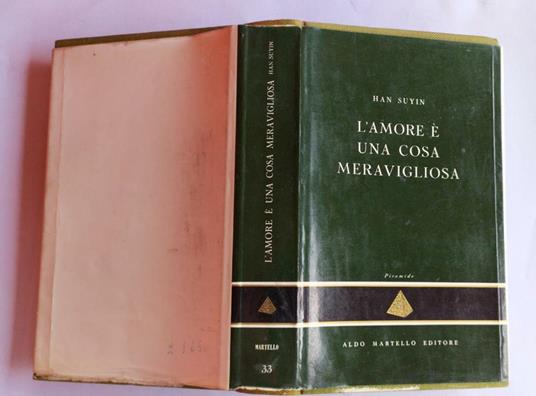 HAN SUYIN
L'AMORE È
UNA COSA
MERAVIGLIOSA
Piramide
ALDO MARTELLO EDITORE
L'AMORE È UNA COSA MERAVIGLIOSA HAN SUYIN
MARTELLO
33